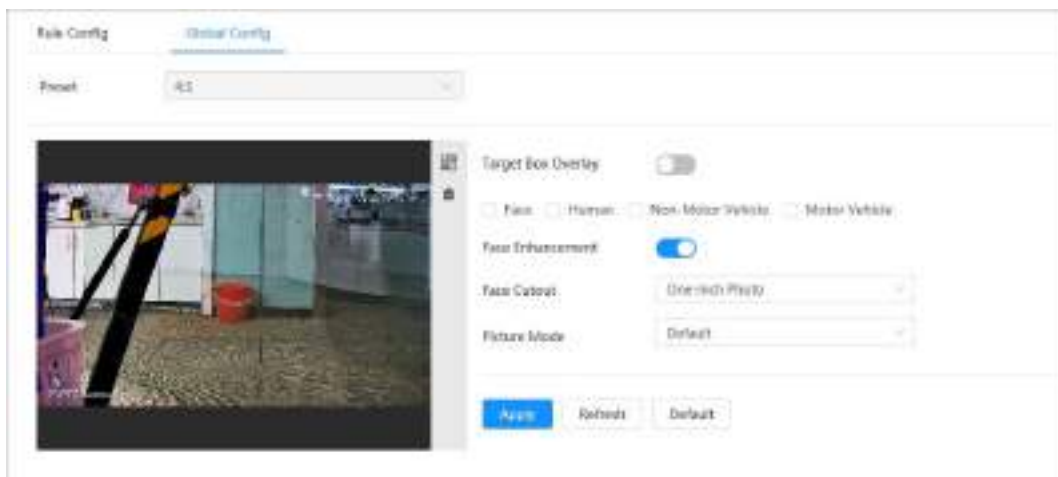 Rule Config Global Config
Preset
Target Box Overlay
Face Human Non-Motor Vehicle Motor Vehicle
Face Enhancement
Face Cutout One-inch Photo
Picture Mode Default
Apply Refresh Default